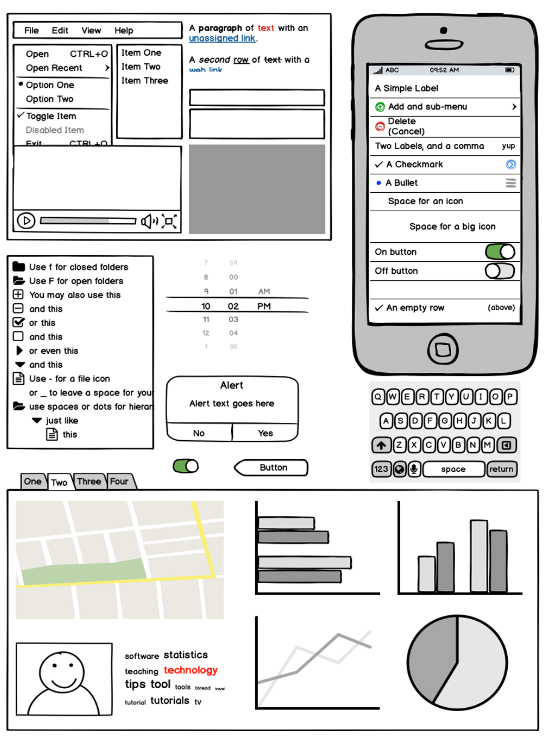 File Edit View Help
Open CTRL+O
Open Recent
Option One
Option Two
Toggle Item
Disabled Item
Exit CTRL+Q
Item One
Item Two
Item Three
A paragraph of text with an
unassigned link.
A second row of text with a
web link
Use f for closed folders
Use F for open folders
You may also use this
and this
or this
and this
or even this
and this
Use - for a file icon
or _ to leave a space for you
use spaces or dots for hierar
just like
this
7 59
8 00
9 01 AM
10 02 PM
11 03
12 04
1 05
Alert
Alert text goes here
No Yes
Button
ABC 09:52 AM
A Simple Label
Add and sub-menu
Delete
(Cancel)
Two Labels, and a comma yup
A Checkmark
A Bullet
Space for an icon
Space for a big icon
On button
Off button
An empty row (above)
Q W E R T Y U I O P
A S D F G H J K L
Z X C V B N M
123 space return
One Two Three Four
software statistics
teaching technology
tips tool tools toread travel
tutorial tutorials tv